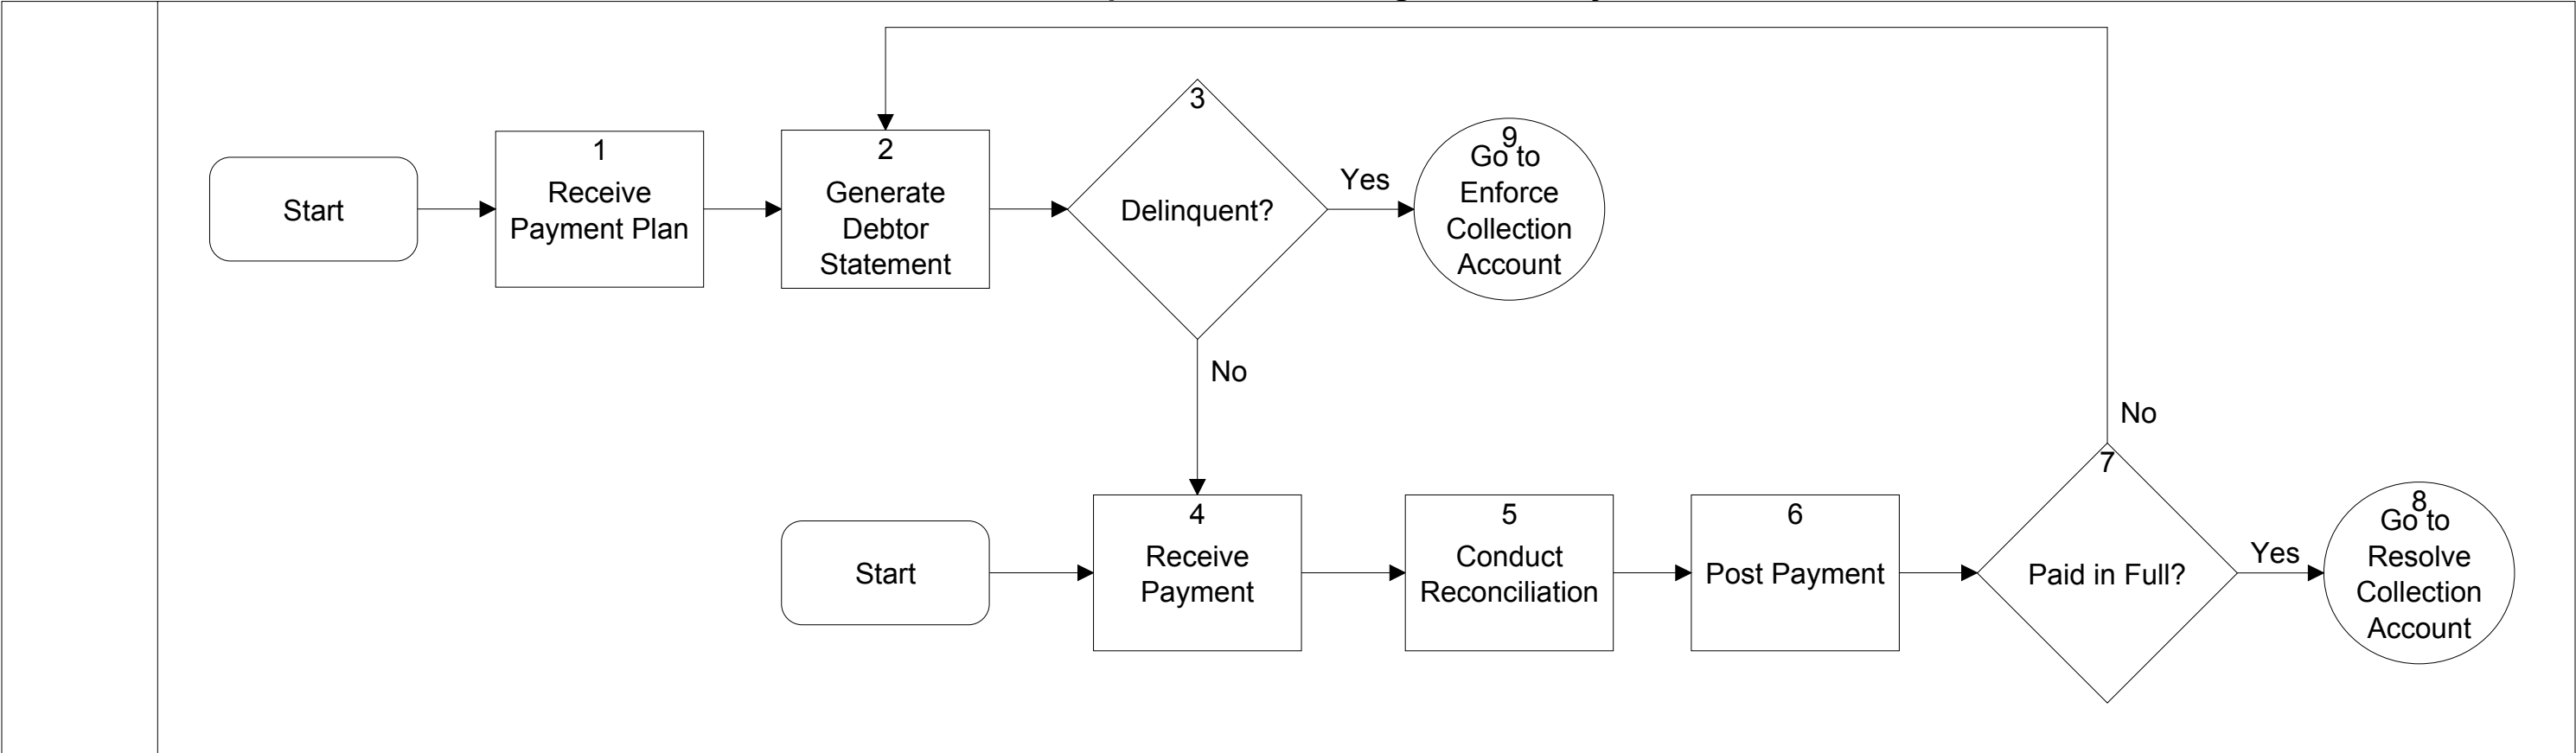 3
1
2
9
Go to
Enforce
Collection
Account
Yes
Start
Receive
Payment Plan
Generate
Debtor
Statement
Delinquent?
No
No
7
4
5
6
8
Go to
Resolve
Collection
Account
Start
Receive
Payment
Conduct
Reconciliation
Post Payment
Paid in Full?
Yes